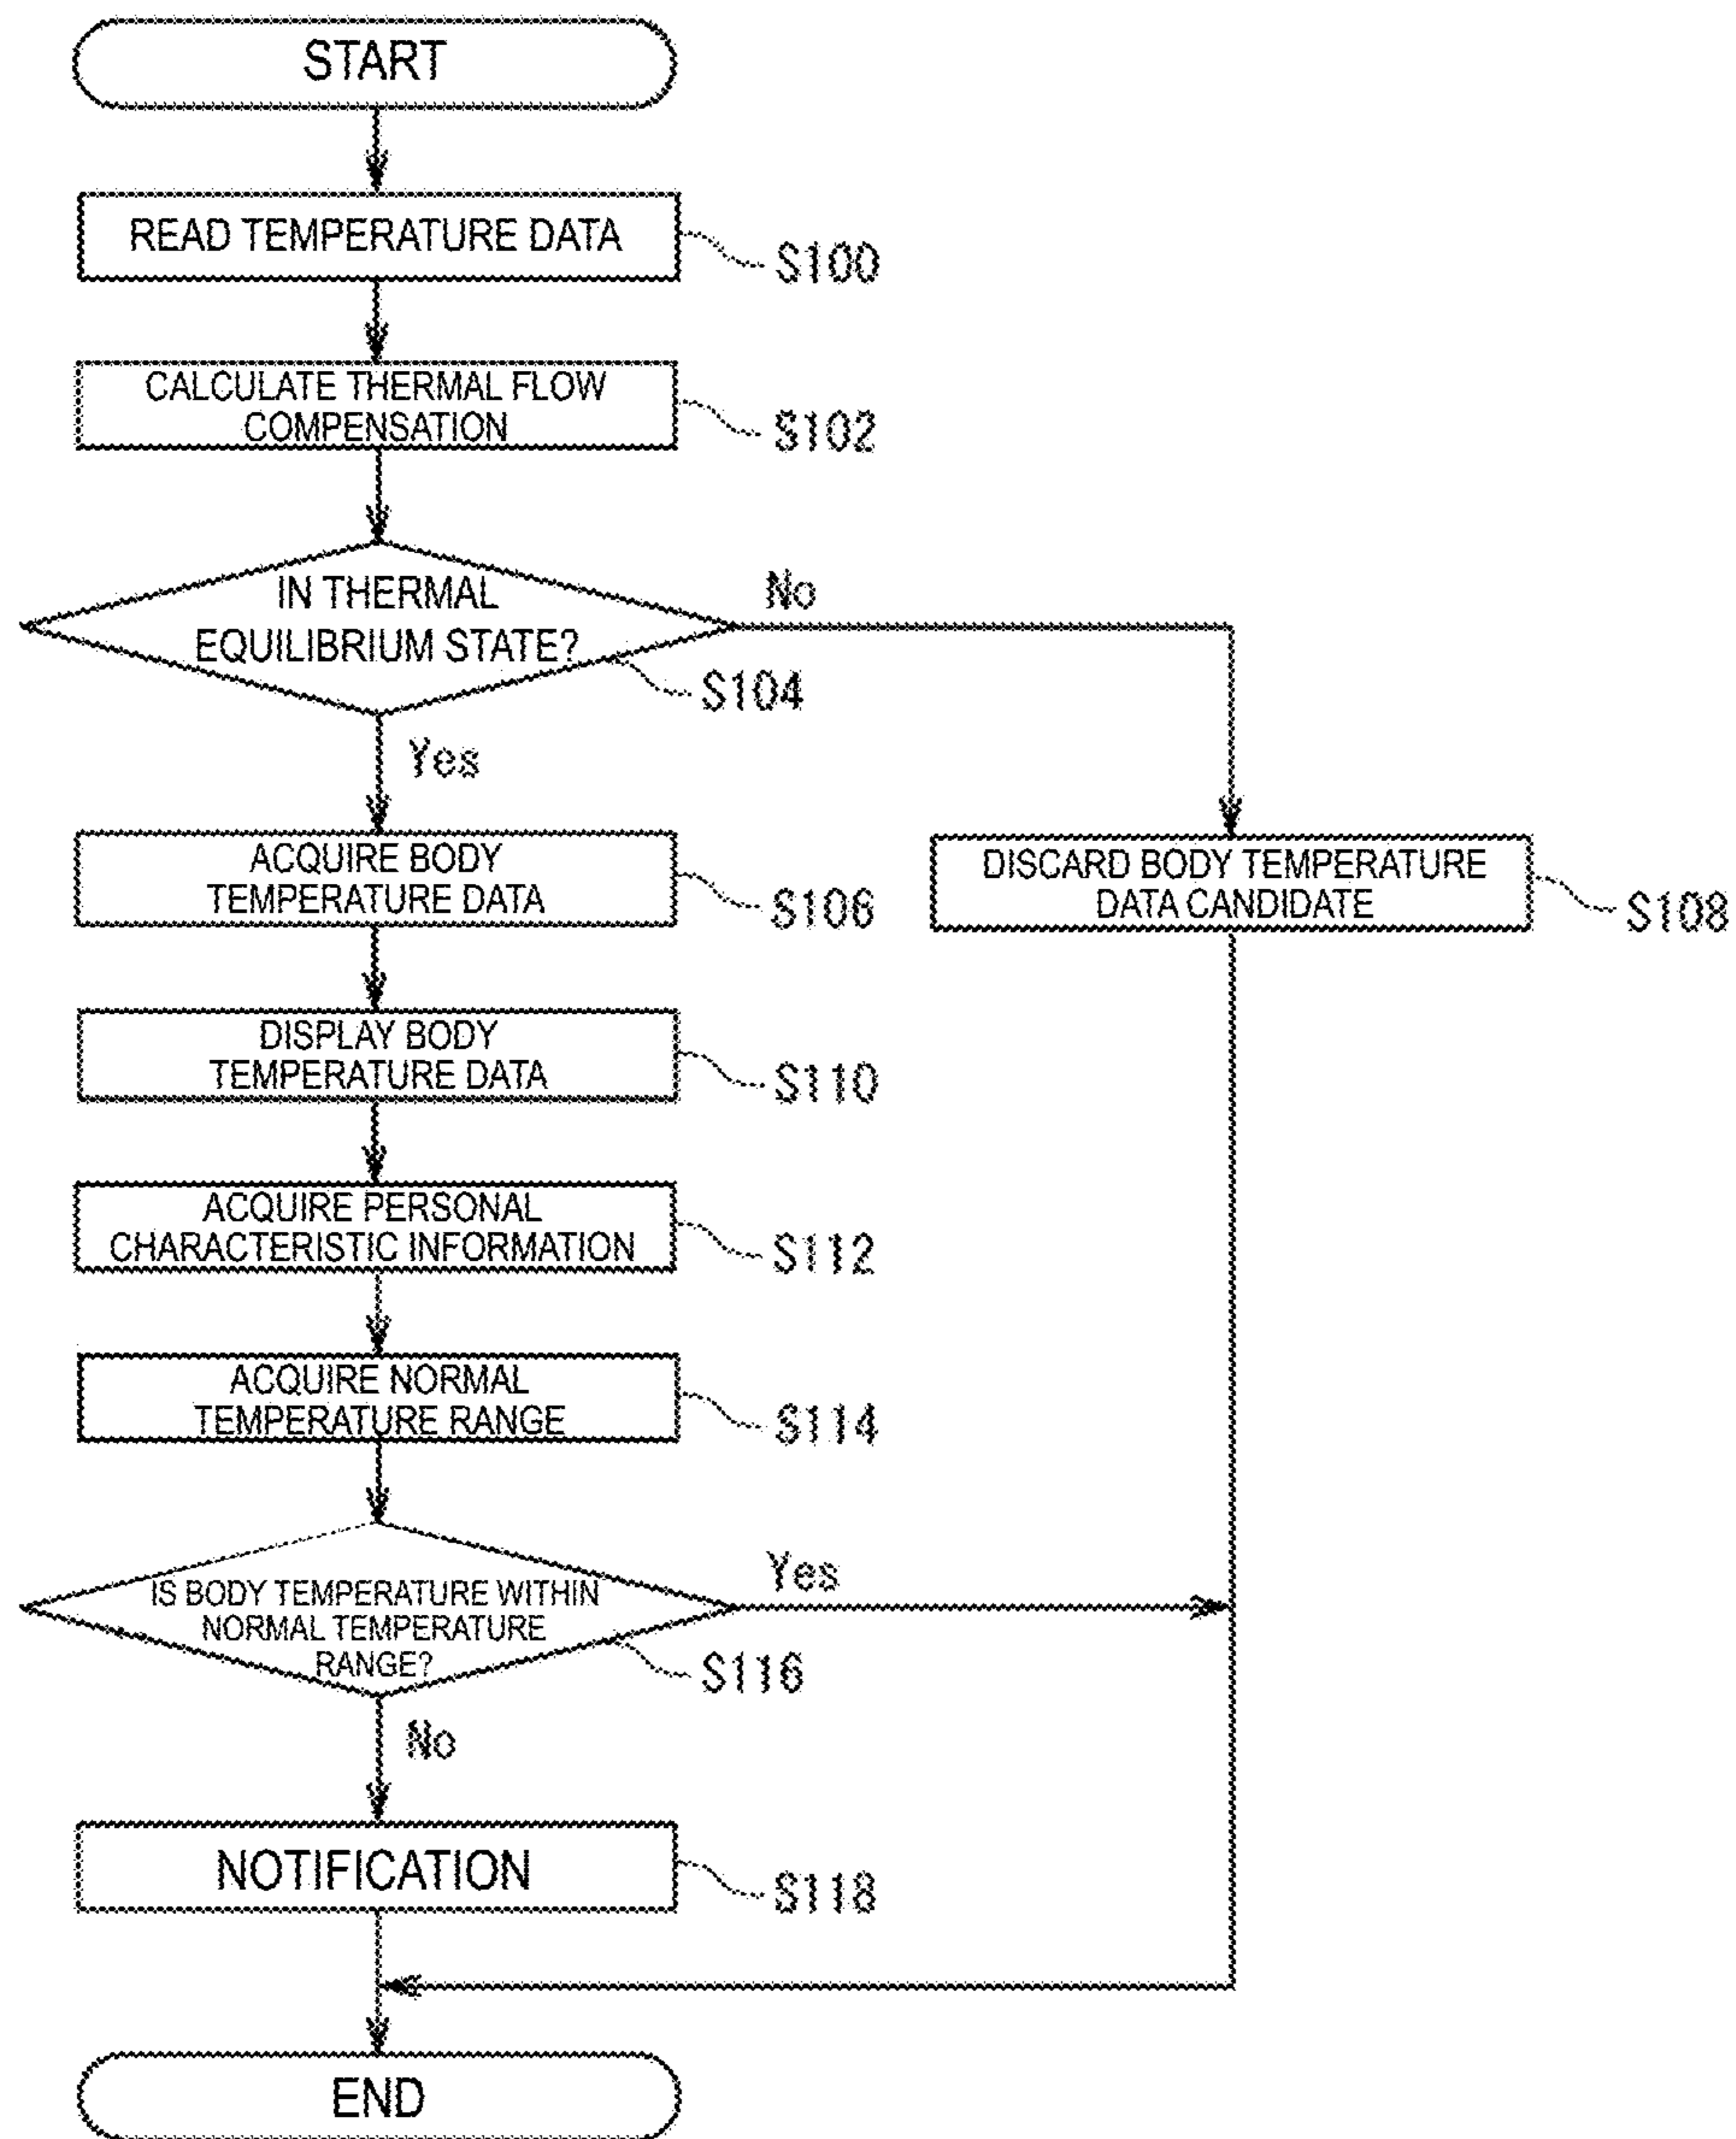 START
READ TEMPERATURE DATA
S100
CALCULATE THERMAL FLOW
COMPENSATION
S102
IN THERMAL
EQUILIBRIUM STATE?
No
S104
Yes
ACQUIRE BODY
TEMPERATURE DATA
S106
DISCARD BODY TEMPERATURE
DATA CANDIDATE
S108
DISPLAY BODY
TEMPERATURE DATA
S110
ACQUIRE PERSONAL
CHARACTERISTIC INFORMATION
S112
ACQUIRE NORMAL
TEMPERATURE RANGE
S114
IS BODY TEMPERATURE WITHIN
NORMAL TEMPERATURE
RANGE?
Yes
S116
No
NOTIFICATION
S118
END